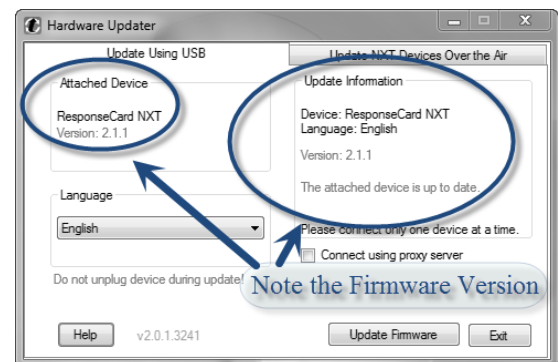 Hardware Updater
Update Using USB
Update NXT Devices Over the Air
Attached Device
ResponseCard NXT
Version: 2.1.1
Language
English
Do not unplug device during update!
Update Information
Device: ResponseCard NXT
Language: English
Version: 2.1.1
The attached device is up to date.
Please connect only one device at a time.
Connect using proxy server
Note the Firmware Version
Help
v2.0.1.3241
Update Firmware
Exit